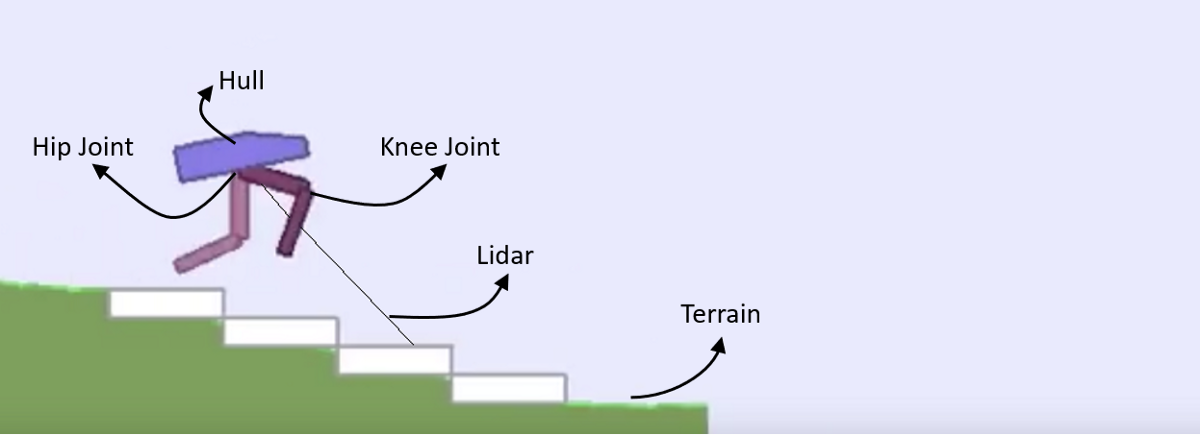 Hull
Hip Joint
Knee Joint
Lidar
Terrain